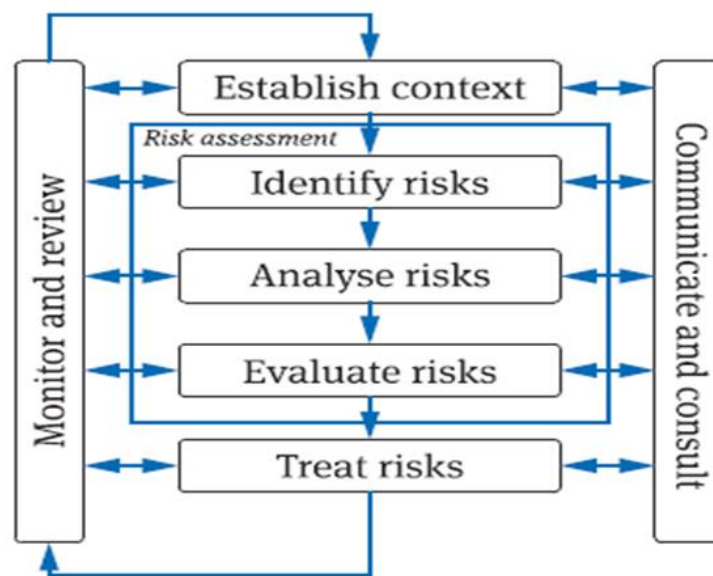 Establish context
Risk assessment
Identify risks
Analyse risks
Evaluate risks
Treat risks
Monitor and review
Communicate and consult